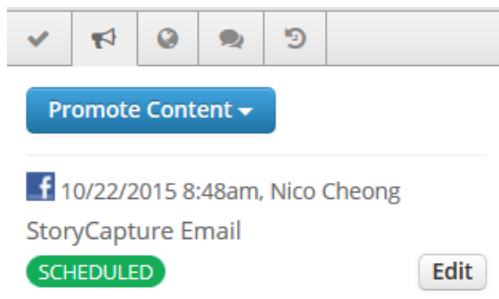 Promote Content
f 10/22/2015 8:48am, Nico Cheong
StoryCapture Email
SCHEDULED
Edit